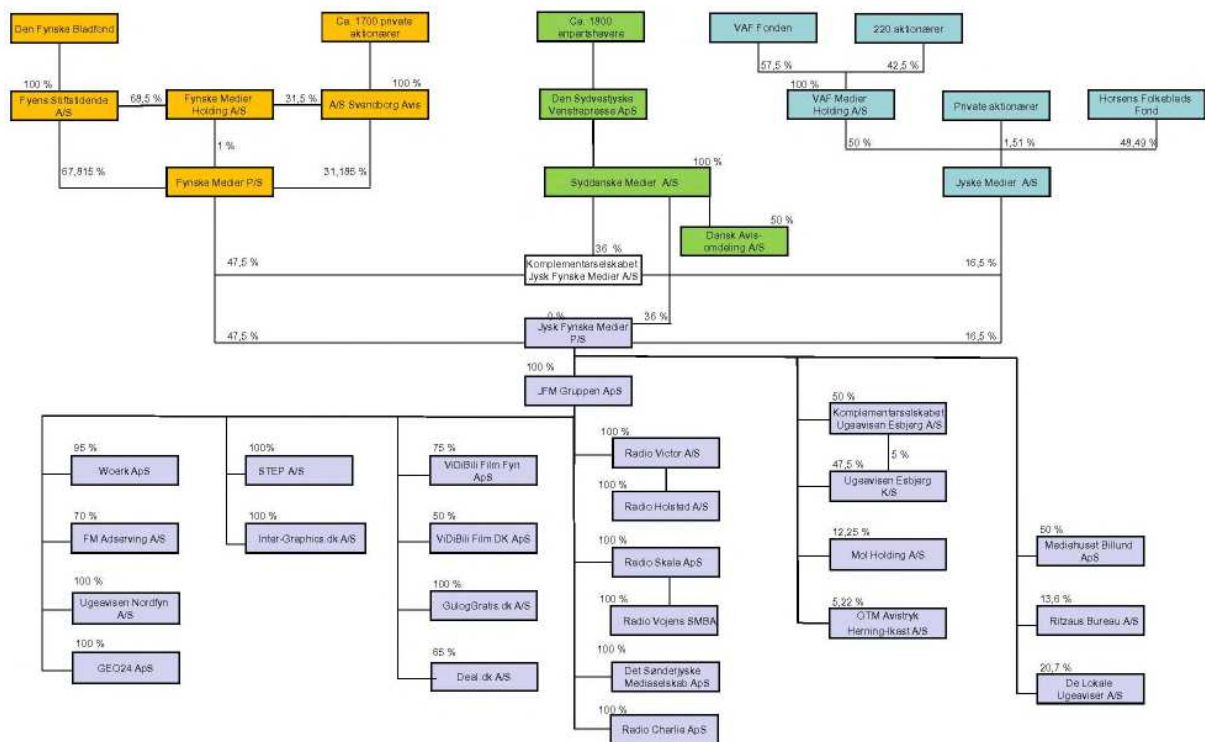 Den Fynske Bladfond
Ca. 1700 private
aktionærer
Ca. 1800
anpartshavere
VAF Fonden
220 aktionærer
57,5 %
42,5 %
100 %
100 %
100 %
Fyens Stiftstidende
A/S
68,5 %
Fynske Medier
Holding A/S
31,5 %
A/S Svendborg Avis
Den Sydvestjyske
Venstrepresse ApS
VAF Medier
Holding A/S
Private aktionærer
Horsens Folkeblads
Fond
1 %
50 %
1,51 %
48,49 %
67,815 %
Fynske Medier P/S
31,185 %
100 %
Syddanske Medier A/S
Jyske Medier A/S
50 %
Dansk Avis-
omdeling A/S
36 %
47,5 %
Komplementarselskabet
Jysk Fynske Medier A/S
16,5 %
0 %
36 %
47,5 %
Jysk Fynske Medier
P/S
16,5 %
100 %
JFM Gruppen ApS
95 %
Woerk ApS
70 %
FM Adserving A/S
100 %
Ugeavisen Nordfyn
A/S
100 %
GEO24 ApS
100%
STEP A/S
100 %
Inter-Graphics.dk A/S
75 %
ViDiBili Film Fyn
ApS
50 %
ViDiBili Film DK ApS
100 %
GulogGratis.dk A/S
65 %
Deal.dk A/S
100 %
Radio Victor A/S
100 %
Radio Holstad A/S
100 %
Radio Skala ApS
100 %
Radio Vojens SMBA
100 %
Det Sønderjyske
Mediaselskab ApS
100 %
Radio Charlie ApS
50 %
Komplementarselskabet
Ugeavisen Esbjerg A/S
5 %
47,5 %
Ugeavisen Esbjerg
K/S
12,25 %
Mol Holding A/S
5,22 %
OTM Avistryk
Herning-Ikast A/S
50 %
Mediehuset Billund
ApS
13,6 %
Ritzaus Bureau A/S
20,7 %
De Lokale
Ugeaviser A/S